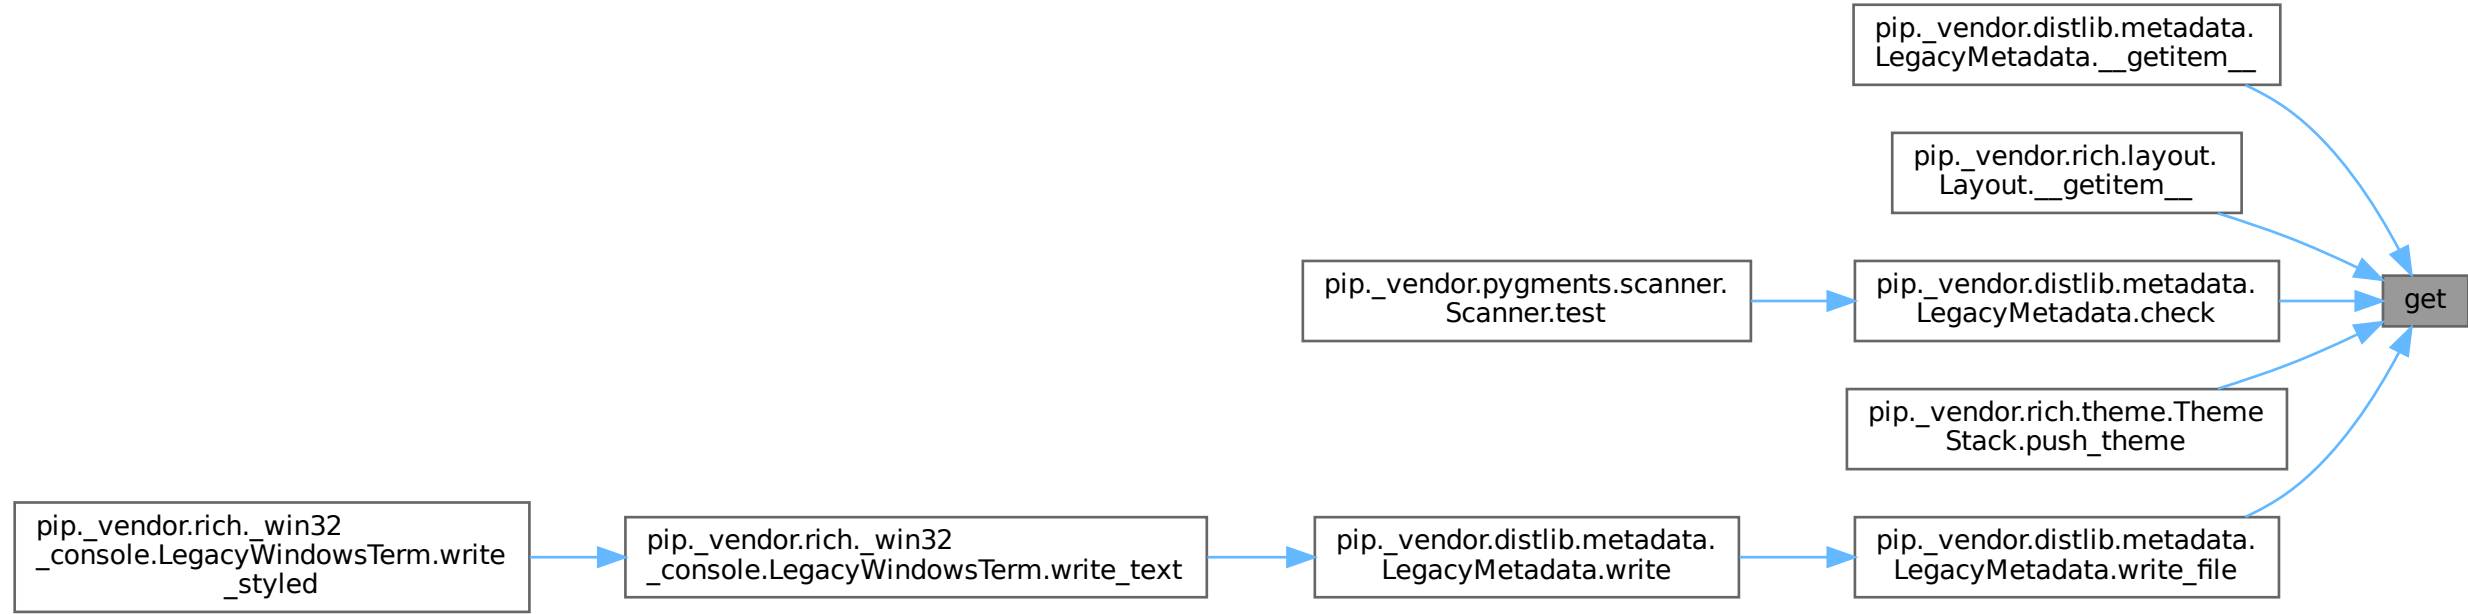 pip._vendor.distlib.metadata.
LegacyMetadata.__getitem__
pip._vendor.rich.layout.
Layout.__getitem__
pip._vendor.pygments.scanner.
Scanner.test
pip._vendor.distlib.metadata.
LegacyMetadata.check
get
pip._vendor.rich.theme.Theme
Stack.push_theme
pip._vendor.rich._win32
_console.LegacyWindowsTerm.write
_styled
pip._vendor.rich._win32
_console.LegacyWindowsTerm.write_text
pip._vendor.distlib.metadata.
LegacyMetadata.write
pip._vendor.distlib.metadata.
LegacyMetadata.write_file